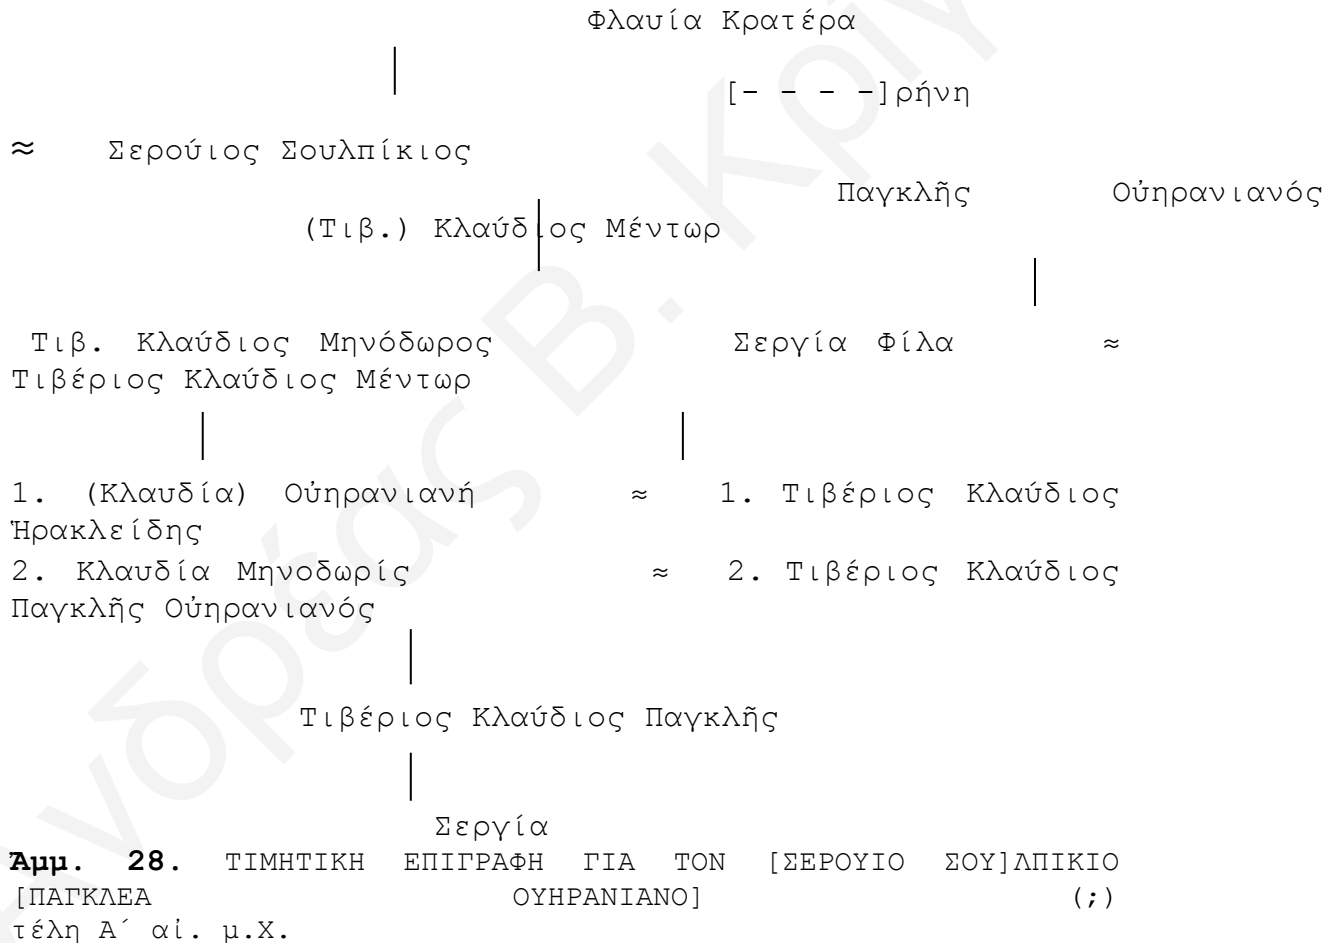 Φλαυία Κρατέρα
[- - - -]ρήνη
≈ Σερούιος Σουλπίκιος
Παγκλῆς Οὐηρανιανός
(Τιβ.) Κλαύδιος Μέντωρ
Τιβ. Κλαύδιος Μηνόδωρος Σεργία Φίλα ≈
Τιβέριος Κλαύδιος Μέντωρ
1. (Κλαυδία) Οὐηρανιανή ≈ 1. Τιβέριος Κλαύδιος
Ἡρακλείδης
2. Κλαυδία Μηνοδωρίς ≈ 2. Τιβέριος Κλαύδιος
Παγκλῆς Οὐηρανιανός
Τιβέριος Κλαύδιος Παγκλῆς
Σεργία
Ἀμμ. 28. ΤΙΜΗΤΙΚΗ ΕΠΙΓΡΑΦΗ ΓΙΑ ΤΟΝ [ΣΕΡΟΥΙΟ ΣΟΥ]ΛΠΙΚΙΟ
[ΠΑΓΚΛΕΑ ΟΥΗΡΑΝΙΑΝΟ] (;)
τέλη Α´ αἰ. μ.Χ.
Ανδρέας Β.